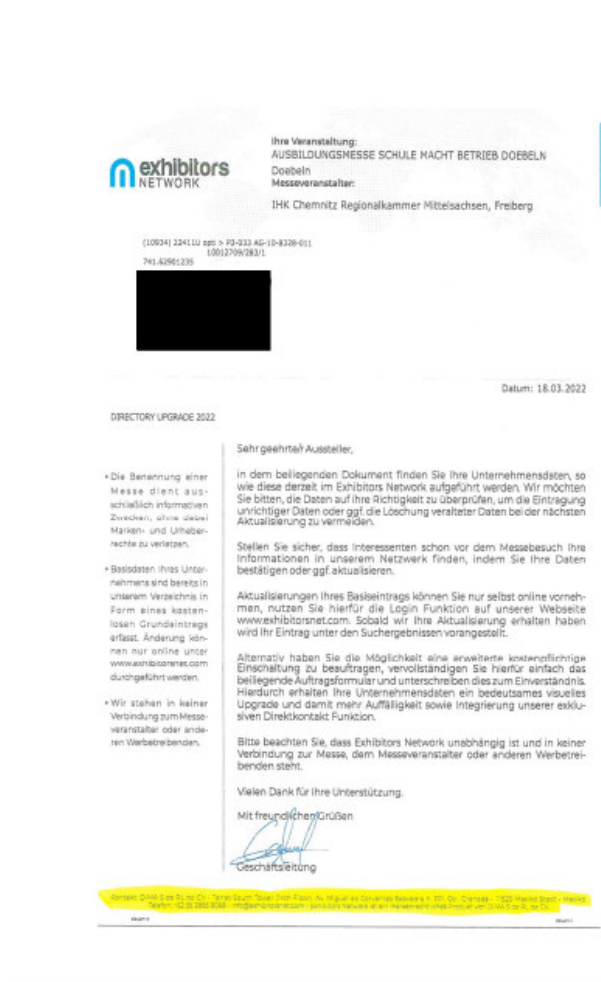 exhibitors
NETWORK
Ihre Veranstaltung:
AUSBILDUNGSMESSE SCHULE MACHT BETRIEB DOEBELN
Doebeln
Messeveranstalter:
IHK Chemnitz Regionalkammer Mittelsachsen, Freiberg
10012709/283/1
741.62901235
Datum: 18.03.2022
DIRECTORY UPGRADE 2022
Sehr geehrte/r Aussteller,
• Die Benennung einer
Messe dient aus-
schließlich informativen
Zwecken, ohne dabei
Marken- und Urheber-
rechte zu verletzen.
• Basisdaten Ihres Unter-
nehmens sind bereits in
unserem Verzeichnis in
Form eines kosten-
losen Grundeintrags
erfasst. Änderung kön-
nen nur online unter
www.exhibitorsnet.com
durchgeführt werden.
• Wir stehen in keiner
Verbindung zum Messe-
veranstalter oder ande-
ren Werbetreibenden.
in dem beiliegenden Dokument finden Sie Ihre Unternehmensdaten, so
wie diese derzeit im Exhibitors Network aufgeführt werden. Wir möchten
Sie bitten, die Daten auf ihre Richtigkeit zu überprüfen, um die Eintragung
unrichtiger Daten oder ggf. die Löschung veralteter Daten bei der nächsten
Aktualisierung zu vermeiden.
Stellen Sie sicher, dass Interessenten schon vor dem Messebesuch Ihre
Informationen in unserem Netzwerk finden, indem Sie Ihre Daten
bestätigen oder ggf. aktualisieren.
Aktualisierungen Ihres Basiseintrags können Sie nur selbst online vorneh-
men, nutzen Sie hierfür die Login Funktion auf unserer Webseite
www.exhibitorsnet.com. Sobald wir Ihre Aktualisierung erhalten haben
wird Ihr Eintrag unter den Suchergebnissen vorangestellt.
Alternativ haben Sie die Möglichkeit eine erweiterte kostenpflichtige
Einschaltung zu beauftragen, vervollständigen Sie hierfür einfach das
beiliegende Auftragsformular und unterschreiben dies zum Einverständnis.
Hierdurch erhalten Ihre Unternehmensdaten ein bedeutsames visuelles
Upgrade und damit mehr Auffälligkeit sowie Integrierung unserer exklu-
siven Direktkontakt Funktion.
Bitte beachten Sie, dass Exhibitors Network unabhängig ist und in keiner
Verbindung zur Messe, dem Messeveranstalter oder anderen Werbetrei-
benden steht.
Vielen Dank für Ihre Unterstützung.
Mit freundlichen Grüßen
Geschäftsleitung